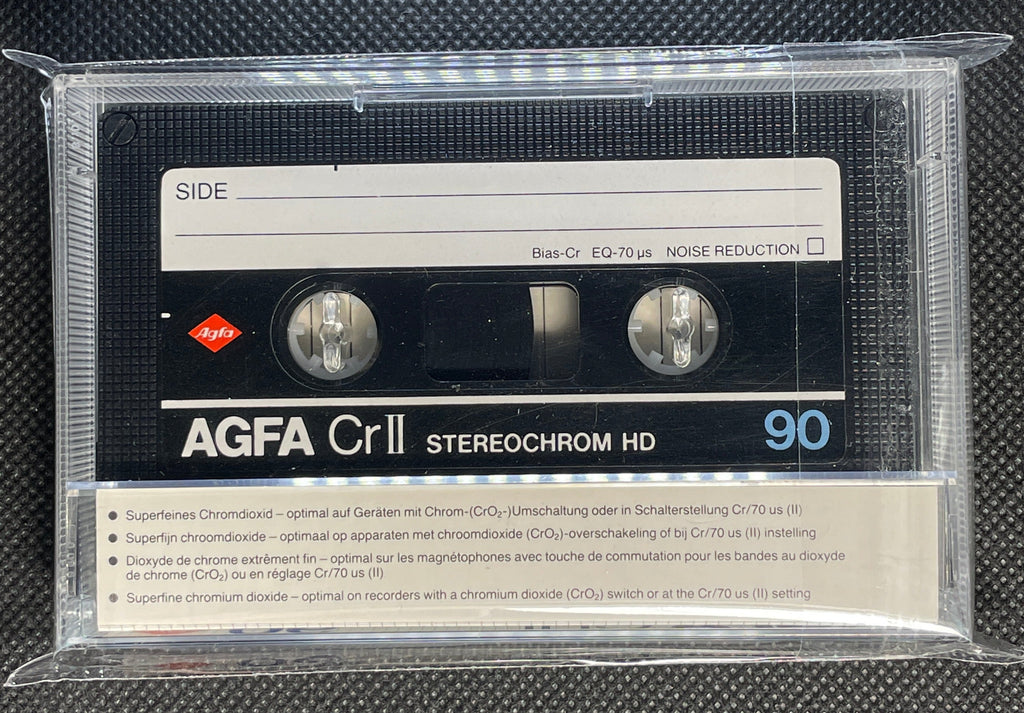 SIDE
Bias-Cr EQ-70 µs NOISE REDUCTION
Agfa
AGFA Cr II STEREOCHROM HD 90
● Superfeines Chromdioxid – optimal auf Geräten mit Chrom-(CrO₂-)Umschaltung oder in Schalterstellung Cr/70 us (II)
● Superfijn chroomdioxide – optimaal op apparaten met chroomdioxide (CrO₂)-overschakeling of bij Cr/70 us (II) instelling
● Dioxyde de chrome extrêment fin – optimal sur les magnétophones avec touche de commutation pour les bandes au dioxyde
de chrome (CrO₂) ou en réglage Cr/70 us (II)
● Superfine chromium dioxide – optimal on recorders with a chromium dioxide (CrO₂) switch or at the Cr/70 us (II) setting